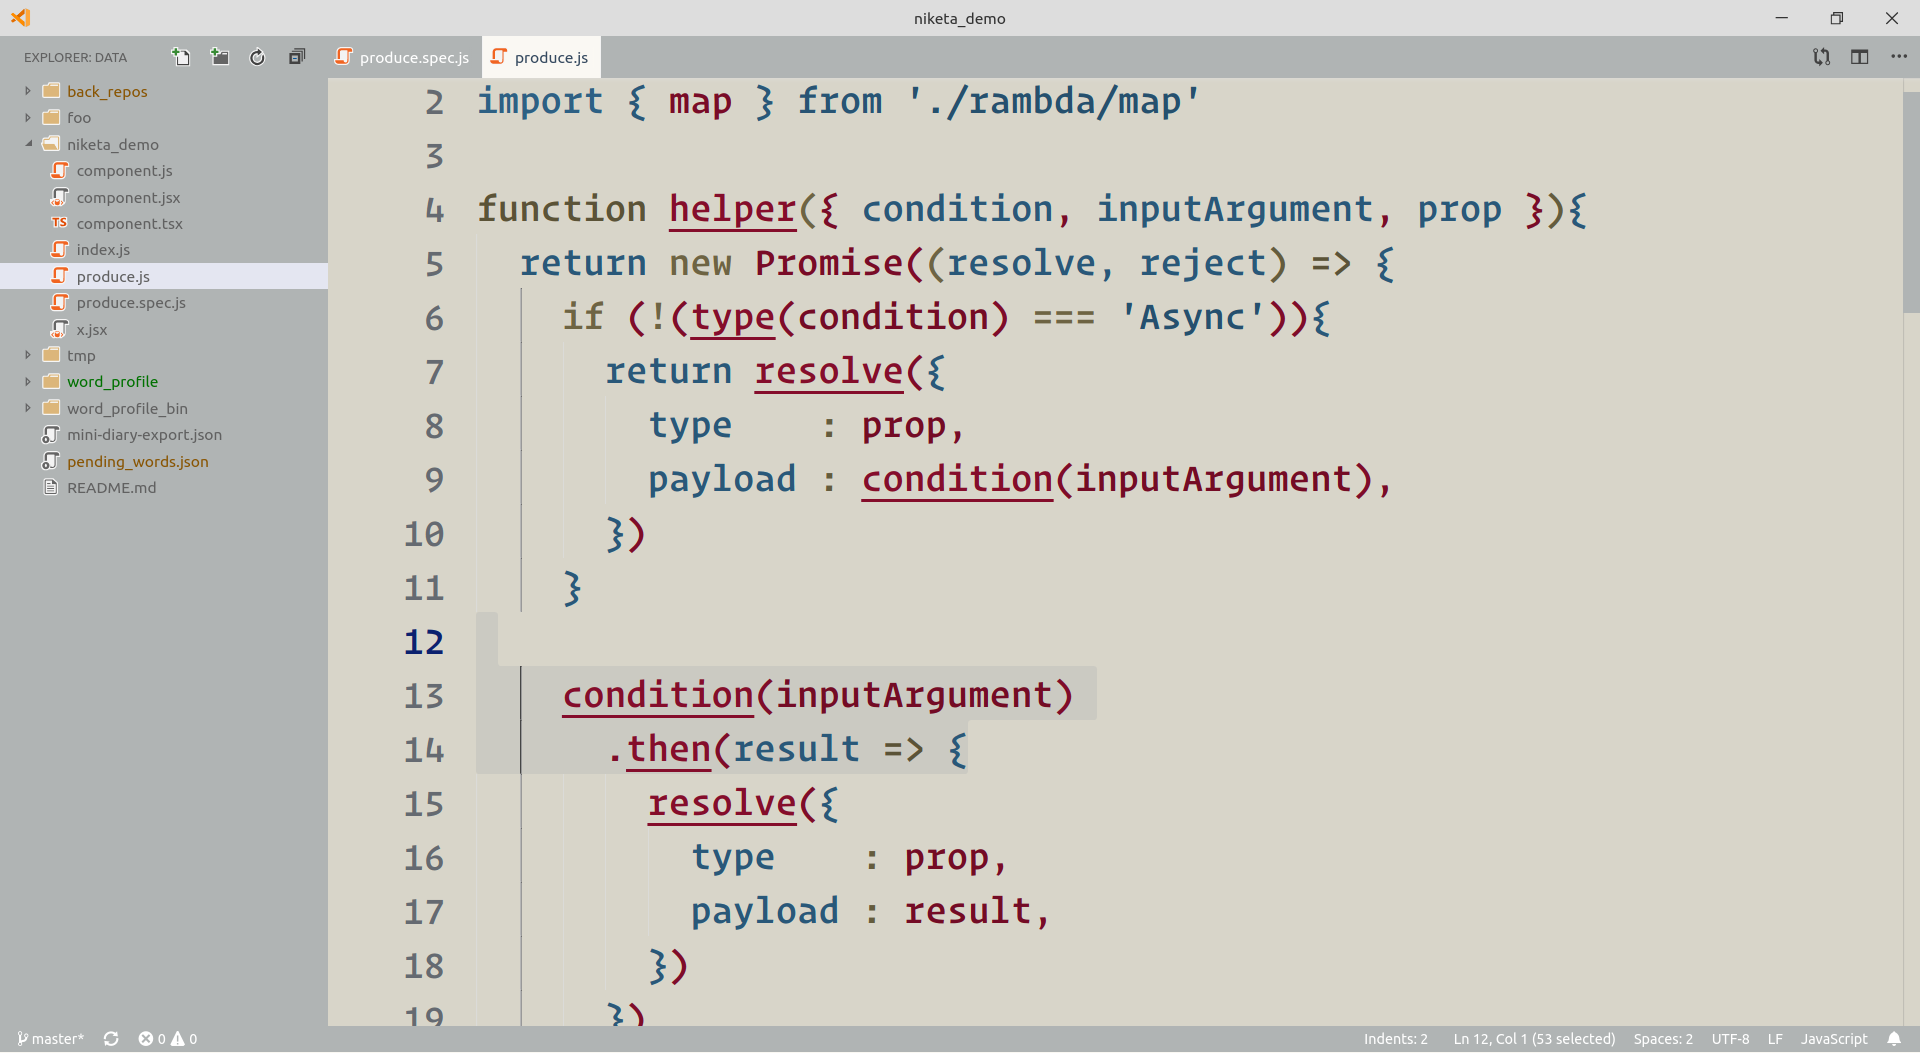 niketa_demo
EXPLORER: DATA
produce.spec.js
produce.js
back_repos
foo
niketa_demo
component.js
component.jsx
TS component.tsx
index.js
produce.js
produce.spec.js
x.jsx
tmp
word_profile
word_profile_bin
mini-diary-export.json
pending_words.json
README.md
2 import { map } from './rambda/map'
3
4 function helper({ condition, inputArgument, prop }){
5 return new Promise((resolve, reject) => {
6 if (!(type(condition) === 'Async')){
7 return resolve({
8 type    : prop,
9 payload : condition(inputArgument),
10 })
11 }
12
13 condition(inputArgument)
14 .then(result => {
15 resolve({
16 type    : prop,
17 payload : result,
18 })
19 })
master* 0 0 Indents: 2 Ln 12, Col 1 (53 selected) Spaces: 2 UTF-8 LF JavaScript